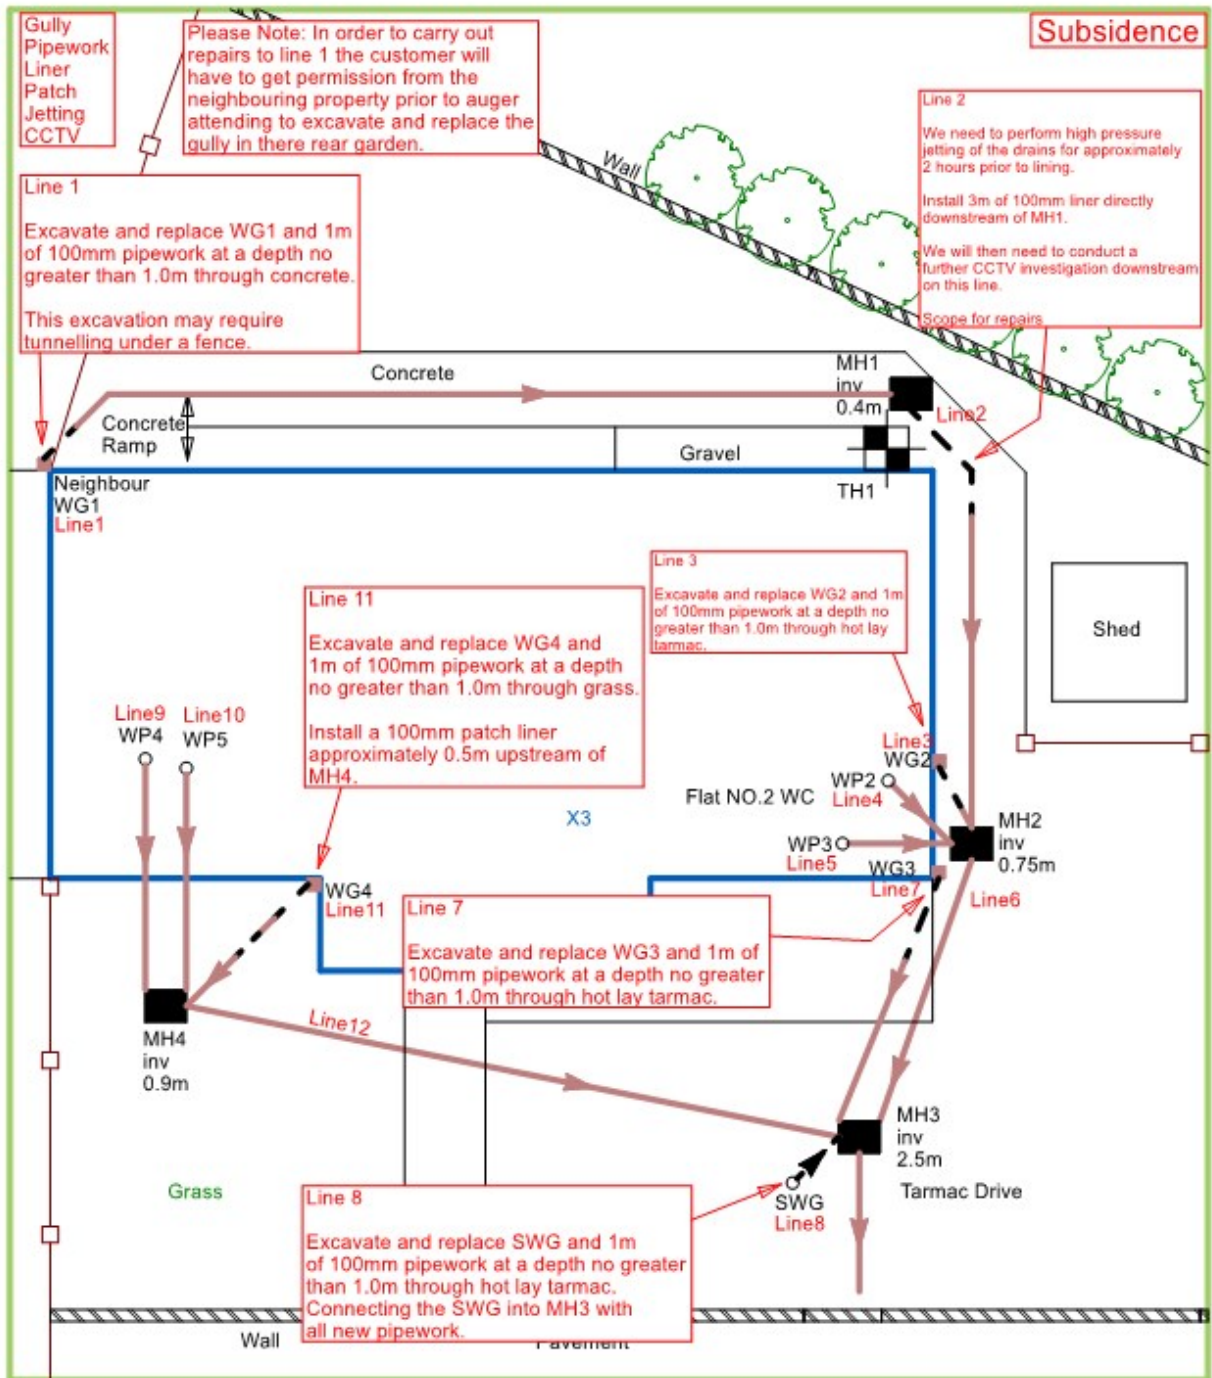 Gully
Pipework
Liner
Patch
Jetting
CCTV
Please Note: In order to carry out
repairs to line 1 the customer will
have to get permission from the
neighbouring property prior to auger
attending to excavate and replace the
gully in there rear garden.
Subsidence
Line 2
We need to perform high pressure
jetting of the drains for approximately
2 hours prior to lining.
Install 3m of 100mm liner directly
downstream of MH1.
We will then need to conduct a
further CCTV investigation downstream
on this line.
Scope for repairs
Wall
Line 1
Excavate and replace WG1 and 1m
of 100mm pipework at a depth no
greater than 1.0m through concrete.
This excavation may require
tunnelling under a fence.
Concrete
MH1
inv
0.4m
Line2
Concrete
Ramp
Gravel
TH1
Neighbour
WG1
Line1
Line 3
Excavate and replace WG2 and 1m
of 100mm pipework at a depth no
greater than 1.0m through hot lay
tarmac.
Shed
Line 11
Excavate and replace WG4 and
1m of 100mm pipework at a depth
no greater than 1.0m through grass.
Install a 100mm patch liner
approximately 0.5m upstream of
MH4.
Line9
WP4
Line10
WP5
Line3
WG2
WP2
Line4
Flat NO.2 WC
X3
WP3
Line5
MH2
inv
0.75m
WG3
Line7
Line6
WG4
Line11
Line 7
Excavate and replace WG3 and 1m of
100mm pipework at a depth no greater
than 1.0m through hot lay tarmac.
Line12
MH4
inv
0.9m
MH3
inv
2.5m
Grass
Tarmac Drive
SWG
Line8
Line 8
Excavate and replace SWG and 1m
of 100mm pipework at a depth no greater
than 1.0m through hot lay tarmac.
Connecting the SWG into MH3 with
all new pipework.
Wall
Pavement